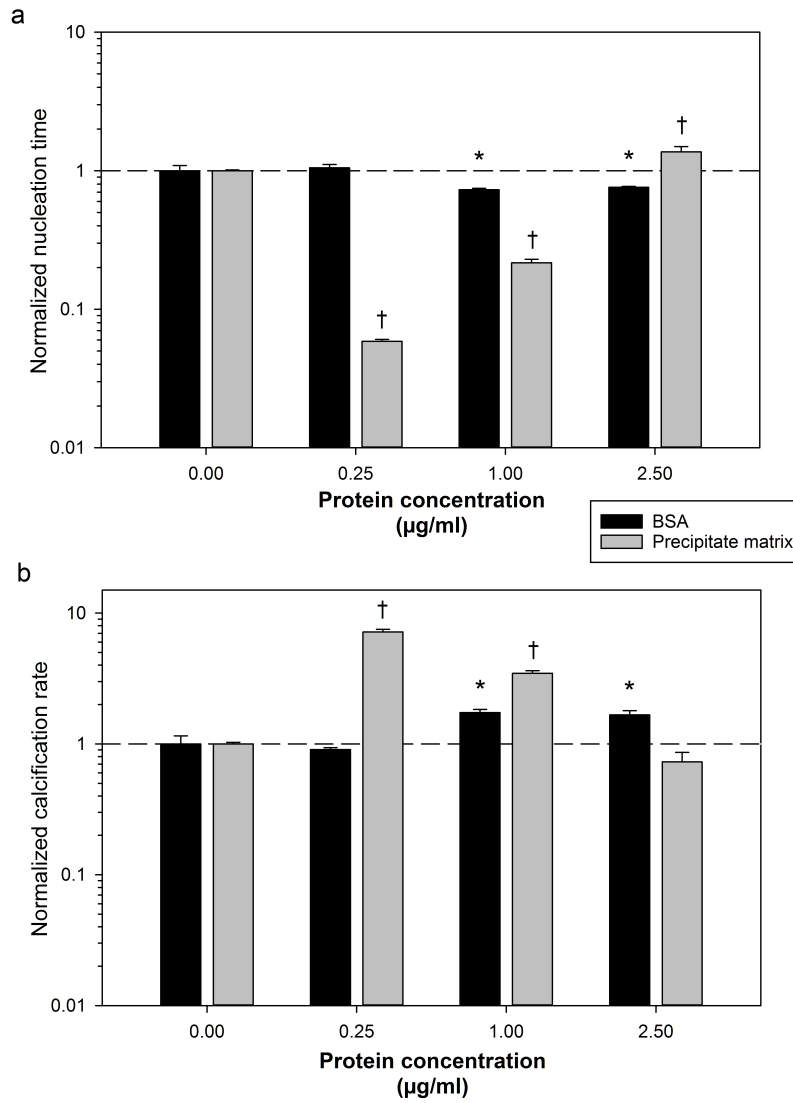 a
10
1
0.1
0.01
Normalized nucleation time
*
*
†
†
†
0.00
0.25
1.00
2.50
Protein concentration
(µg/ml)
BSA
Precipitate matrix
b
10
1
0.1
0.01
Normalized calcification rate
†
†
*
*
0.00
0.25
1.00
2.50
Protein concentration
(µg/ml)